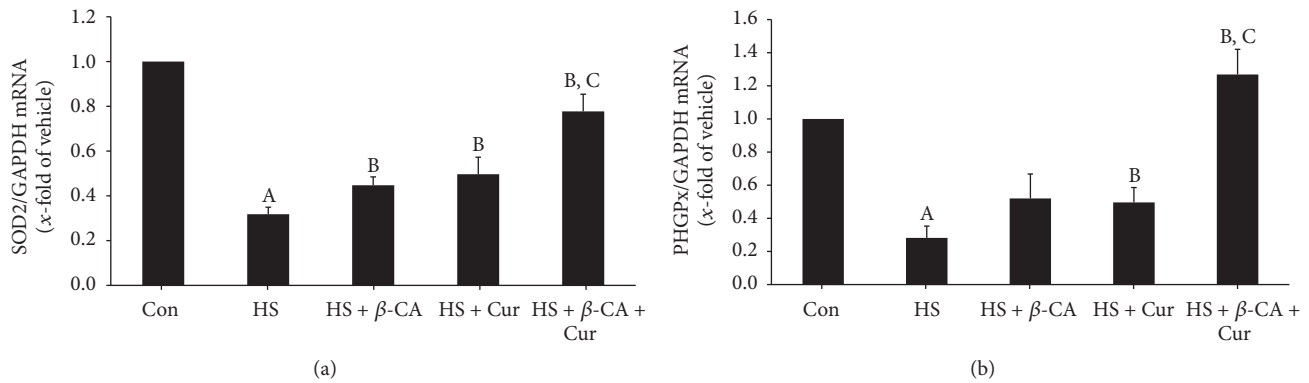 SOD2/GAPDH mRNA
(x-fold of vehicle)
1.2
1.0
0.8
0.6
0.4
0.2
0.0
A
B
B
B, C
Con
HS
HS + β-CA
HS + Cur
HS + β-CA +
Cur
(a)
PHGPx/GAPDH mRNA
(x-fold of vehicle)
1.6
1.4
1.2
1.0
0.8
0.6
0.4
0.2
0.0
A
B
B, C
Con
HS
HS + β-CA
HS + Cur
HS + β-CA +
Cur
(b)